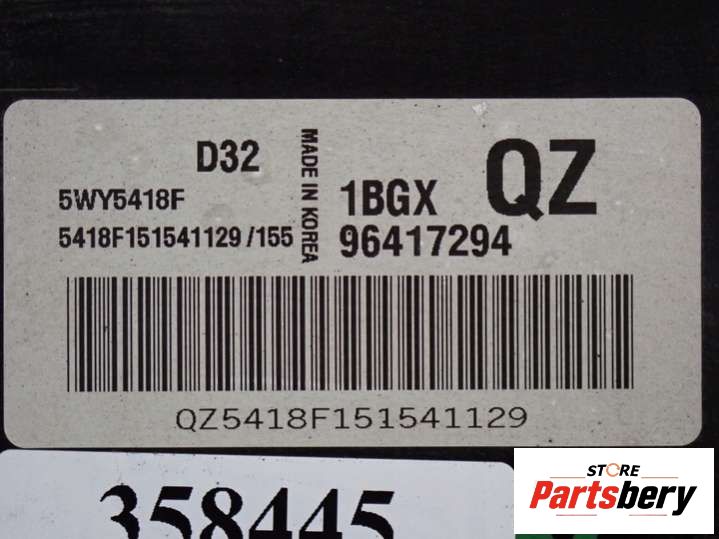 D32
5WY5418F
5418F151541129 /155
MADE IN KOREA
QZ
1BGX
96417294
QZ5418F151541129
358445
STORE
Partsbery